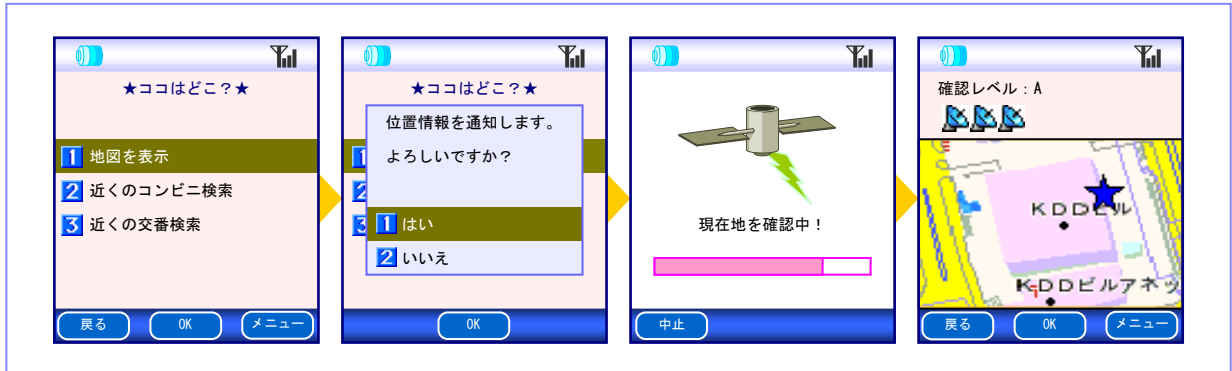 ★ココはどこ？★
1 地図を表示
2 近くのコンビニ検索
3 近くの交番検索
戻る
OK
メニュー
★ココはどこ？★
位置情報を通知します。
よろしいですか？
1
2
3
1 はい
2 いいえ
OK
現在地を確認中！
中止
確認レベル：A
KDDビル
KDDビルアネッ
戻る
OK
メニュー